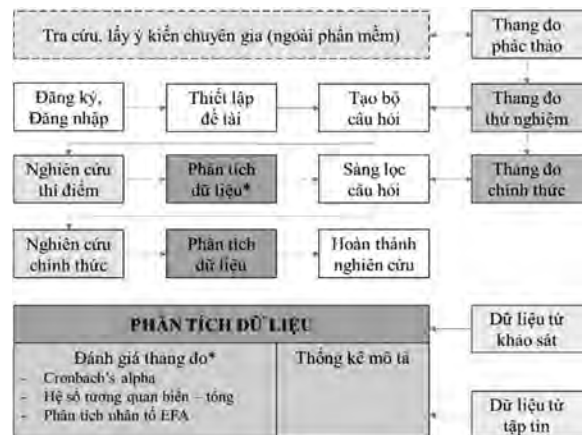 Tra cứu, lấy ý kiến chuyên gia (ngoài phần mềm)
Thang đo
phác thảo
Đăng ký,
Đăng nhập
Thiết lập
đề tài
Tạo bộ
câu hỏi
Thang đo
thử nghiệm
Nghiên cứu
thí điểm
Phân tích
dữ liệu*
Sàng lọc
câu hỏi
Thang đo
chính thức
Nghiên cứu
chính thức
Phân tích
dữ liệu
Hoàn thành
nghiên cứu
PHÂN TÍCH DỮ LIỆU
Dữ liệu từ
khảo sát
Đánh giá thang đo*
- Cronbach's alpha
- Hệ số tương quan biến – tổng
- Phân tích nhân tố EFA
Thống kê mô tả
Dữ liệu từ
tập tin